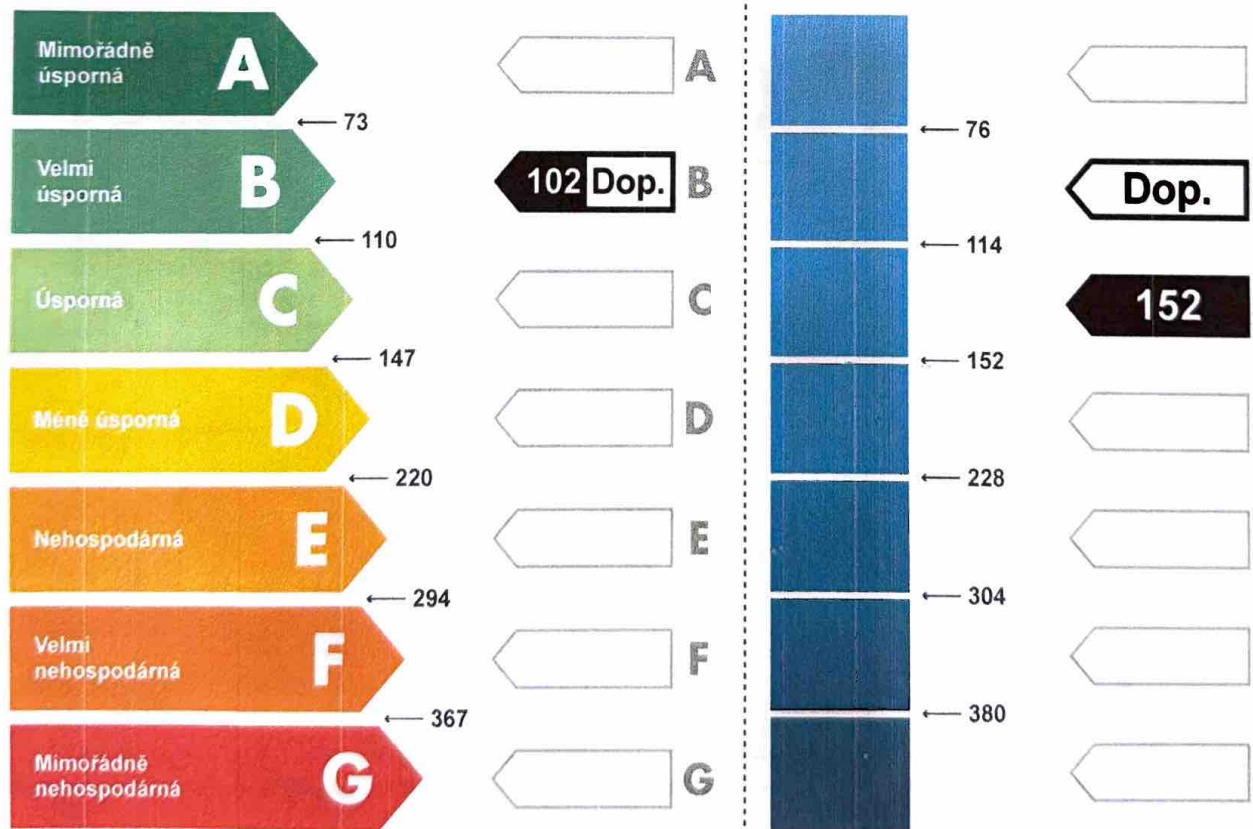 Mimořádně
úsporná
A
A
73
76
Velmi
úsporná
B
102 Dop.
B
Dop.
110
114
Úsporná
C
C
152
147
152
Méně úsporná
D
D
220
228
Nehospodárná
E
E
294
304
Velmi
nehospodárná
F
F
367
380
Mimořádně
nehospodárná
G
G